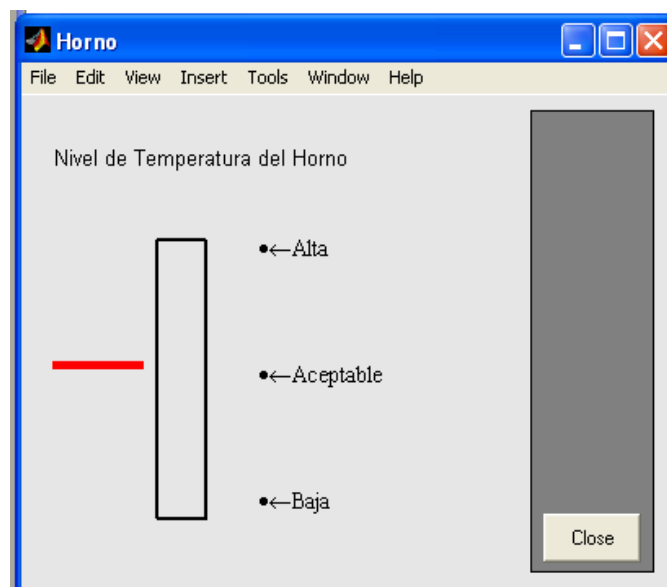 Horno
File Edit View Insert Tools Window Help
Nivel de Temperatura del Horno
•←Alta
•←Aceptable
•←Baja
Close